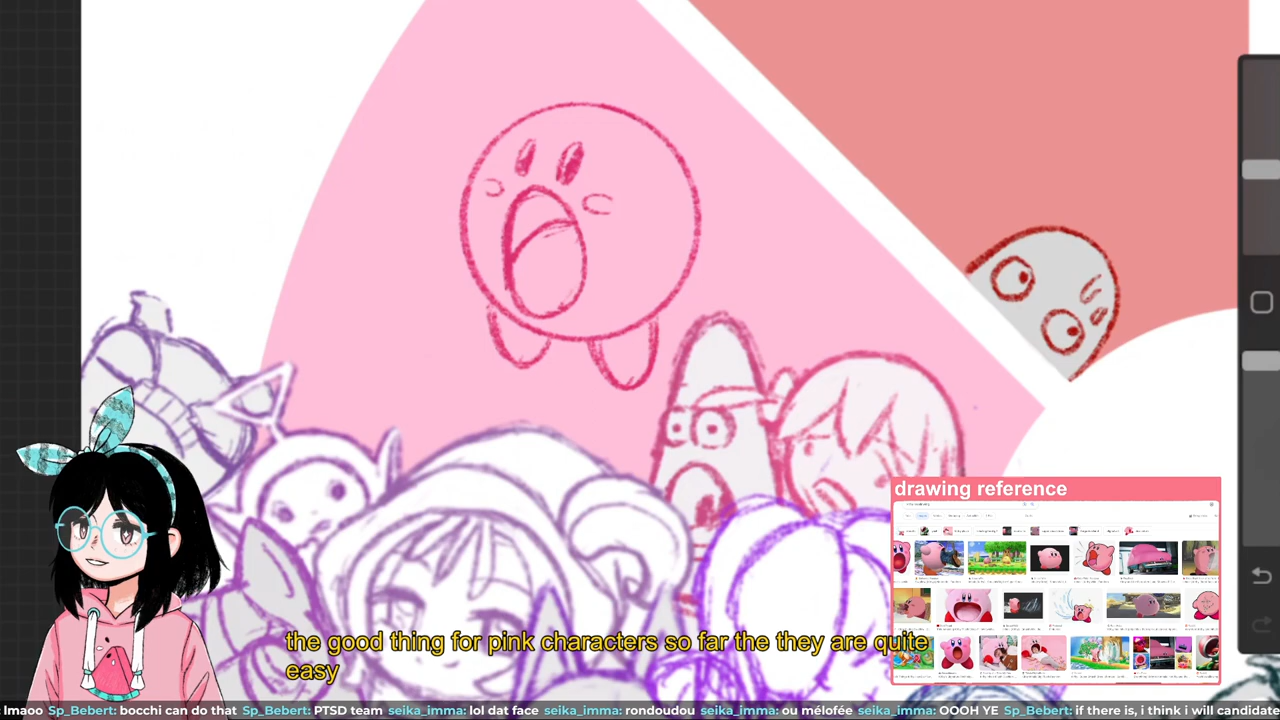 drawing reference
the good thing for pink characters so far the they are quite
easy
: lmaoo Sp_Bebert: bocchi can do that Sp_Bebert: PTSD team seika_imma: lol dat face seika_imma: rondoudou seika_imma: ou mélofée seika_imma: OOOH YE Sp_Bebert: if there is, i think i will candidate